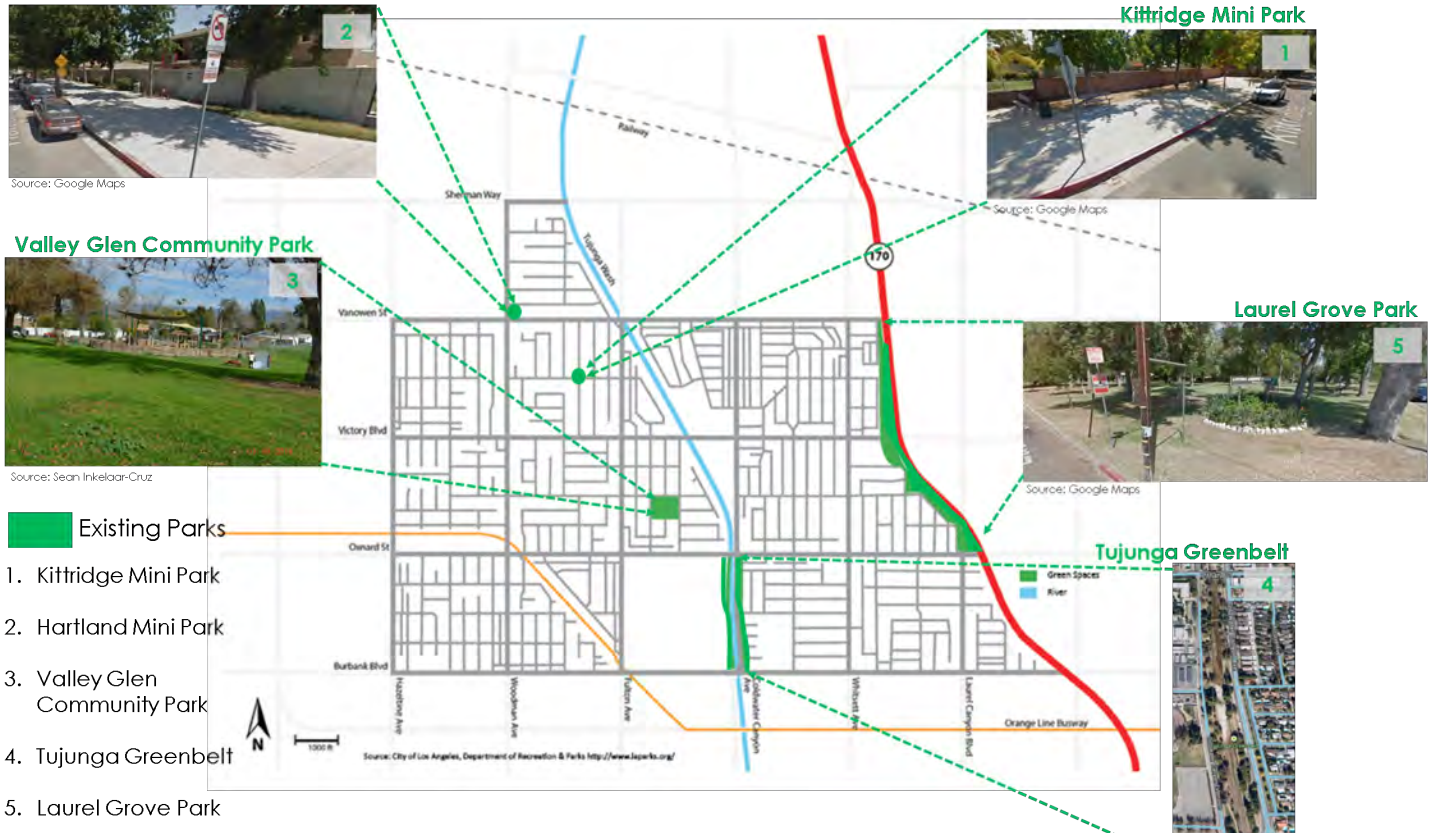 Kittridge Mini Park
2
1
Source: Google Maps
Source: Google Maps
Railway
Sherman Way
Tujunga Wash
170
Valley Glen Community Park
3
Source: Sean Inkelaar-Cruz
Laurel Grove Park
5
Source: Google Maps
Vanowen St
Victory Blvd
Oxnard St
Burbank Blvd
Existing Parks
1. Kittridge Mini Park
2. Hartland Mini Park
3. Valley Glen
Community Park
4. Tujunga Greenbelt
5. Laurel Grove Park
Tujunga Greenbelt
4
Green Spaces
River
Hazeltine Ave
Woodman Ave
Fulton Ave
Coldwater Canyon
Ave
Whitsett Ave
Laurel Canyon Blvd
Orange Line Busway
N
1000 ft
Source: City of Los Angeles, Department of Recreation & Parks http://www.laparks.org/